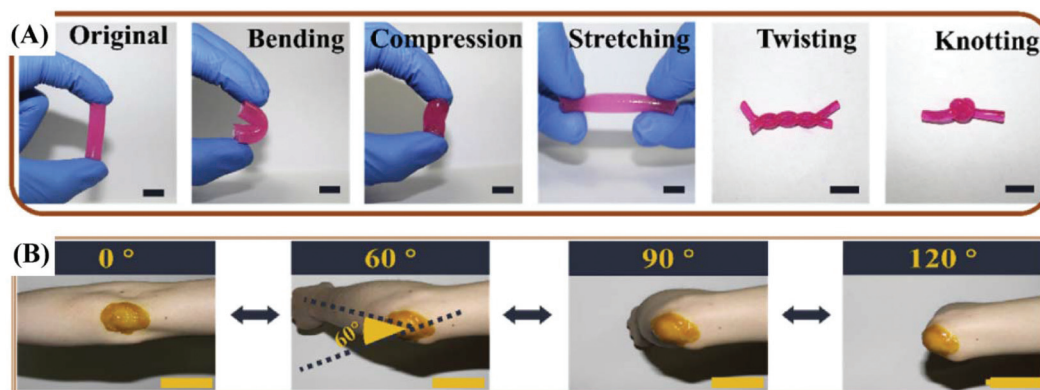 (A)
Original
Bending
Compression
Stretching
Twisting
Knotting
(B)
0 °
60 °
90 °
120 °
60°